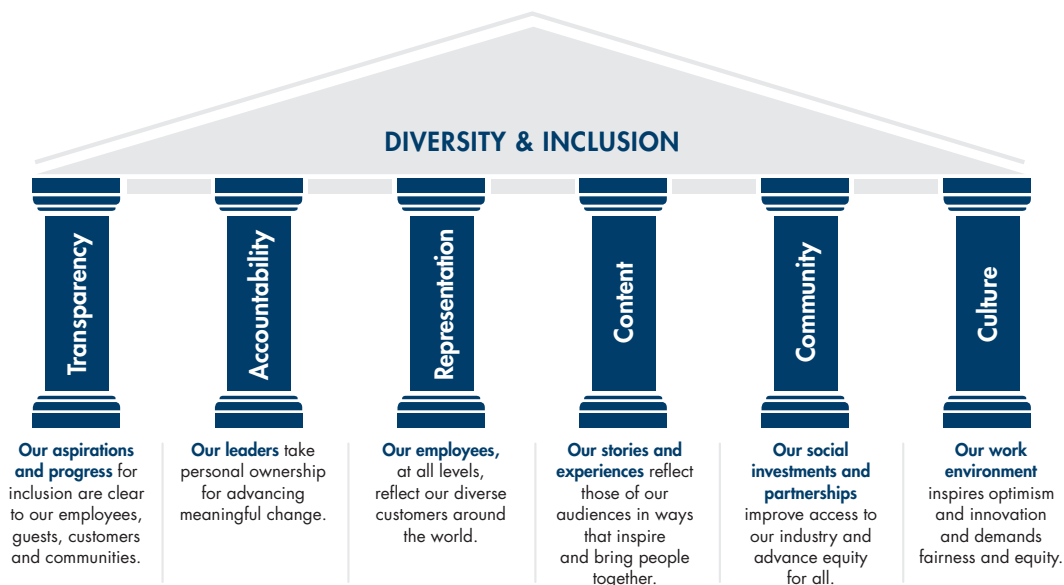 DIVERSITY & INCLUSION
Transparency
Accountability
Representation
Content
Community
Culture
Our aspirations
and progress for
inclusion are clear
to our employees,
guests, customers
and communities.
Our leaders take
personal ownership
for advancing
meaningful change.
Our employees,
at all levels,
reflect our diverse
customers around
the world.
Our stories and
experiences reflect
those of our
audiences in ways
that inspire
and bring people
together.
Our social
investments and
partnerships
improve access to
our industry and
advance equity
for all.
Our work
environment
inspires optimism
and innovation
and demands
fairness and equity.